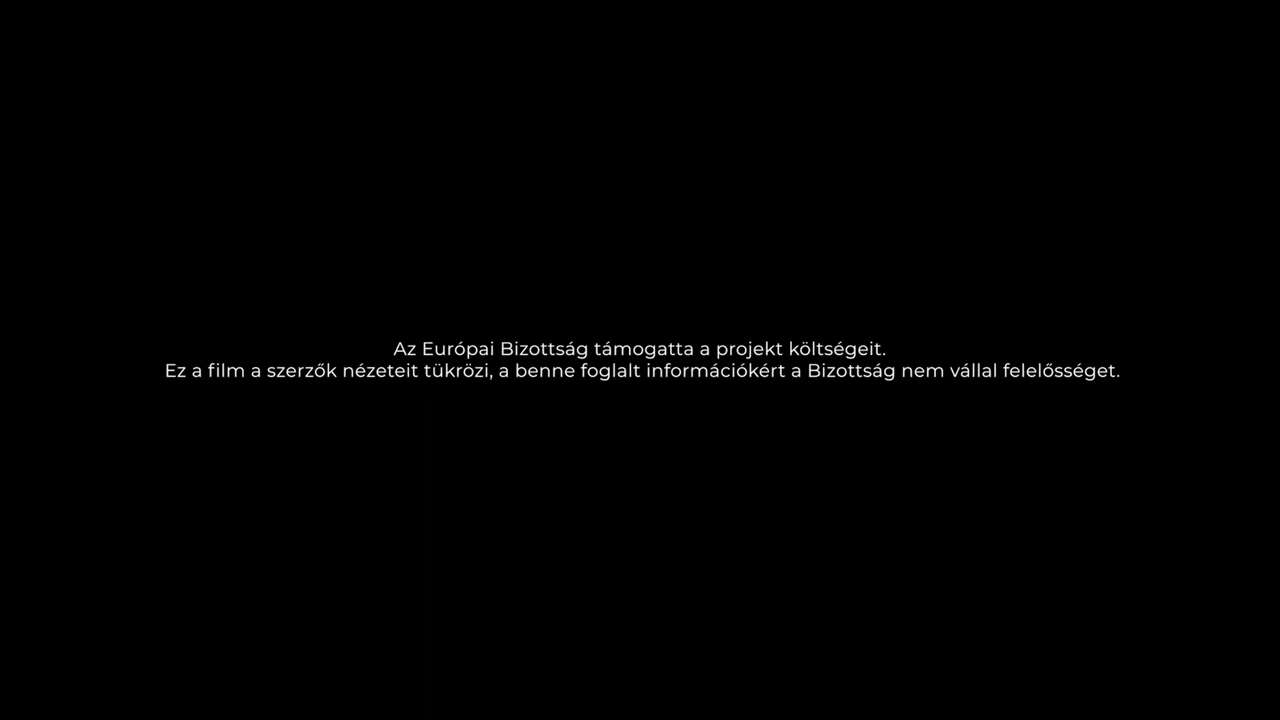 Az Európai Bizottság támogatta a projekt költségeit.
Ez a film a szerzők nézeteit tükrözi, a benne foglalt információkért a Bizottság nem vállal felelősséget.